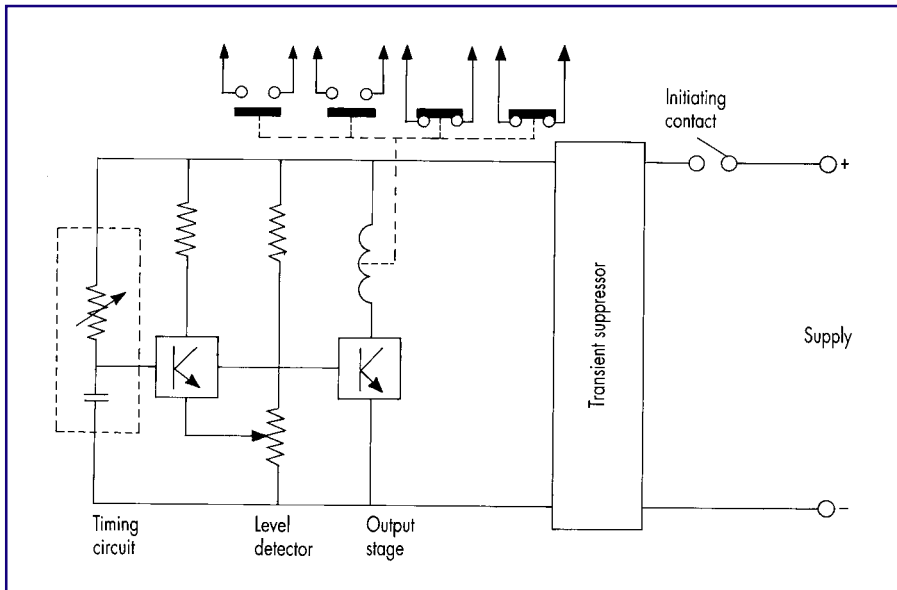 Initiating
contact
+
Transient suppressor
Supply
−
Timing
circuit
Level
detector
Output
stage